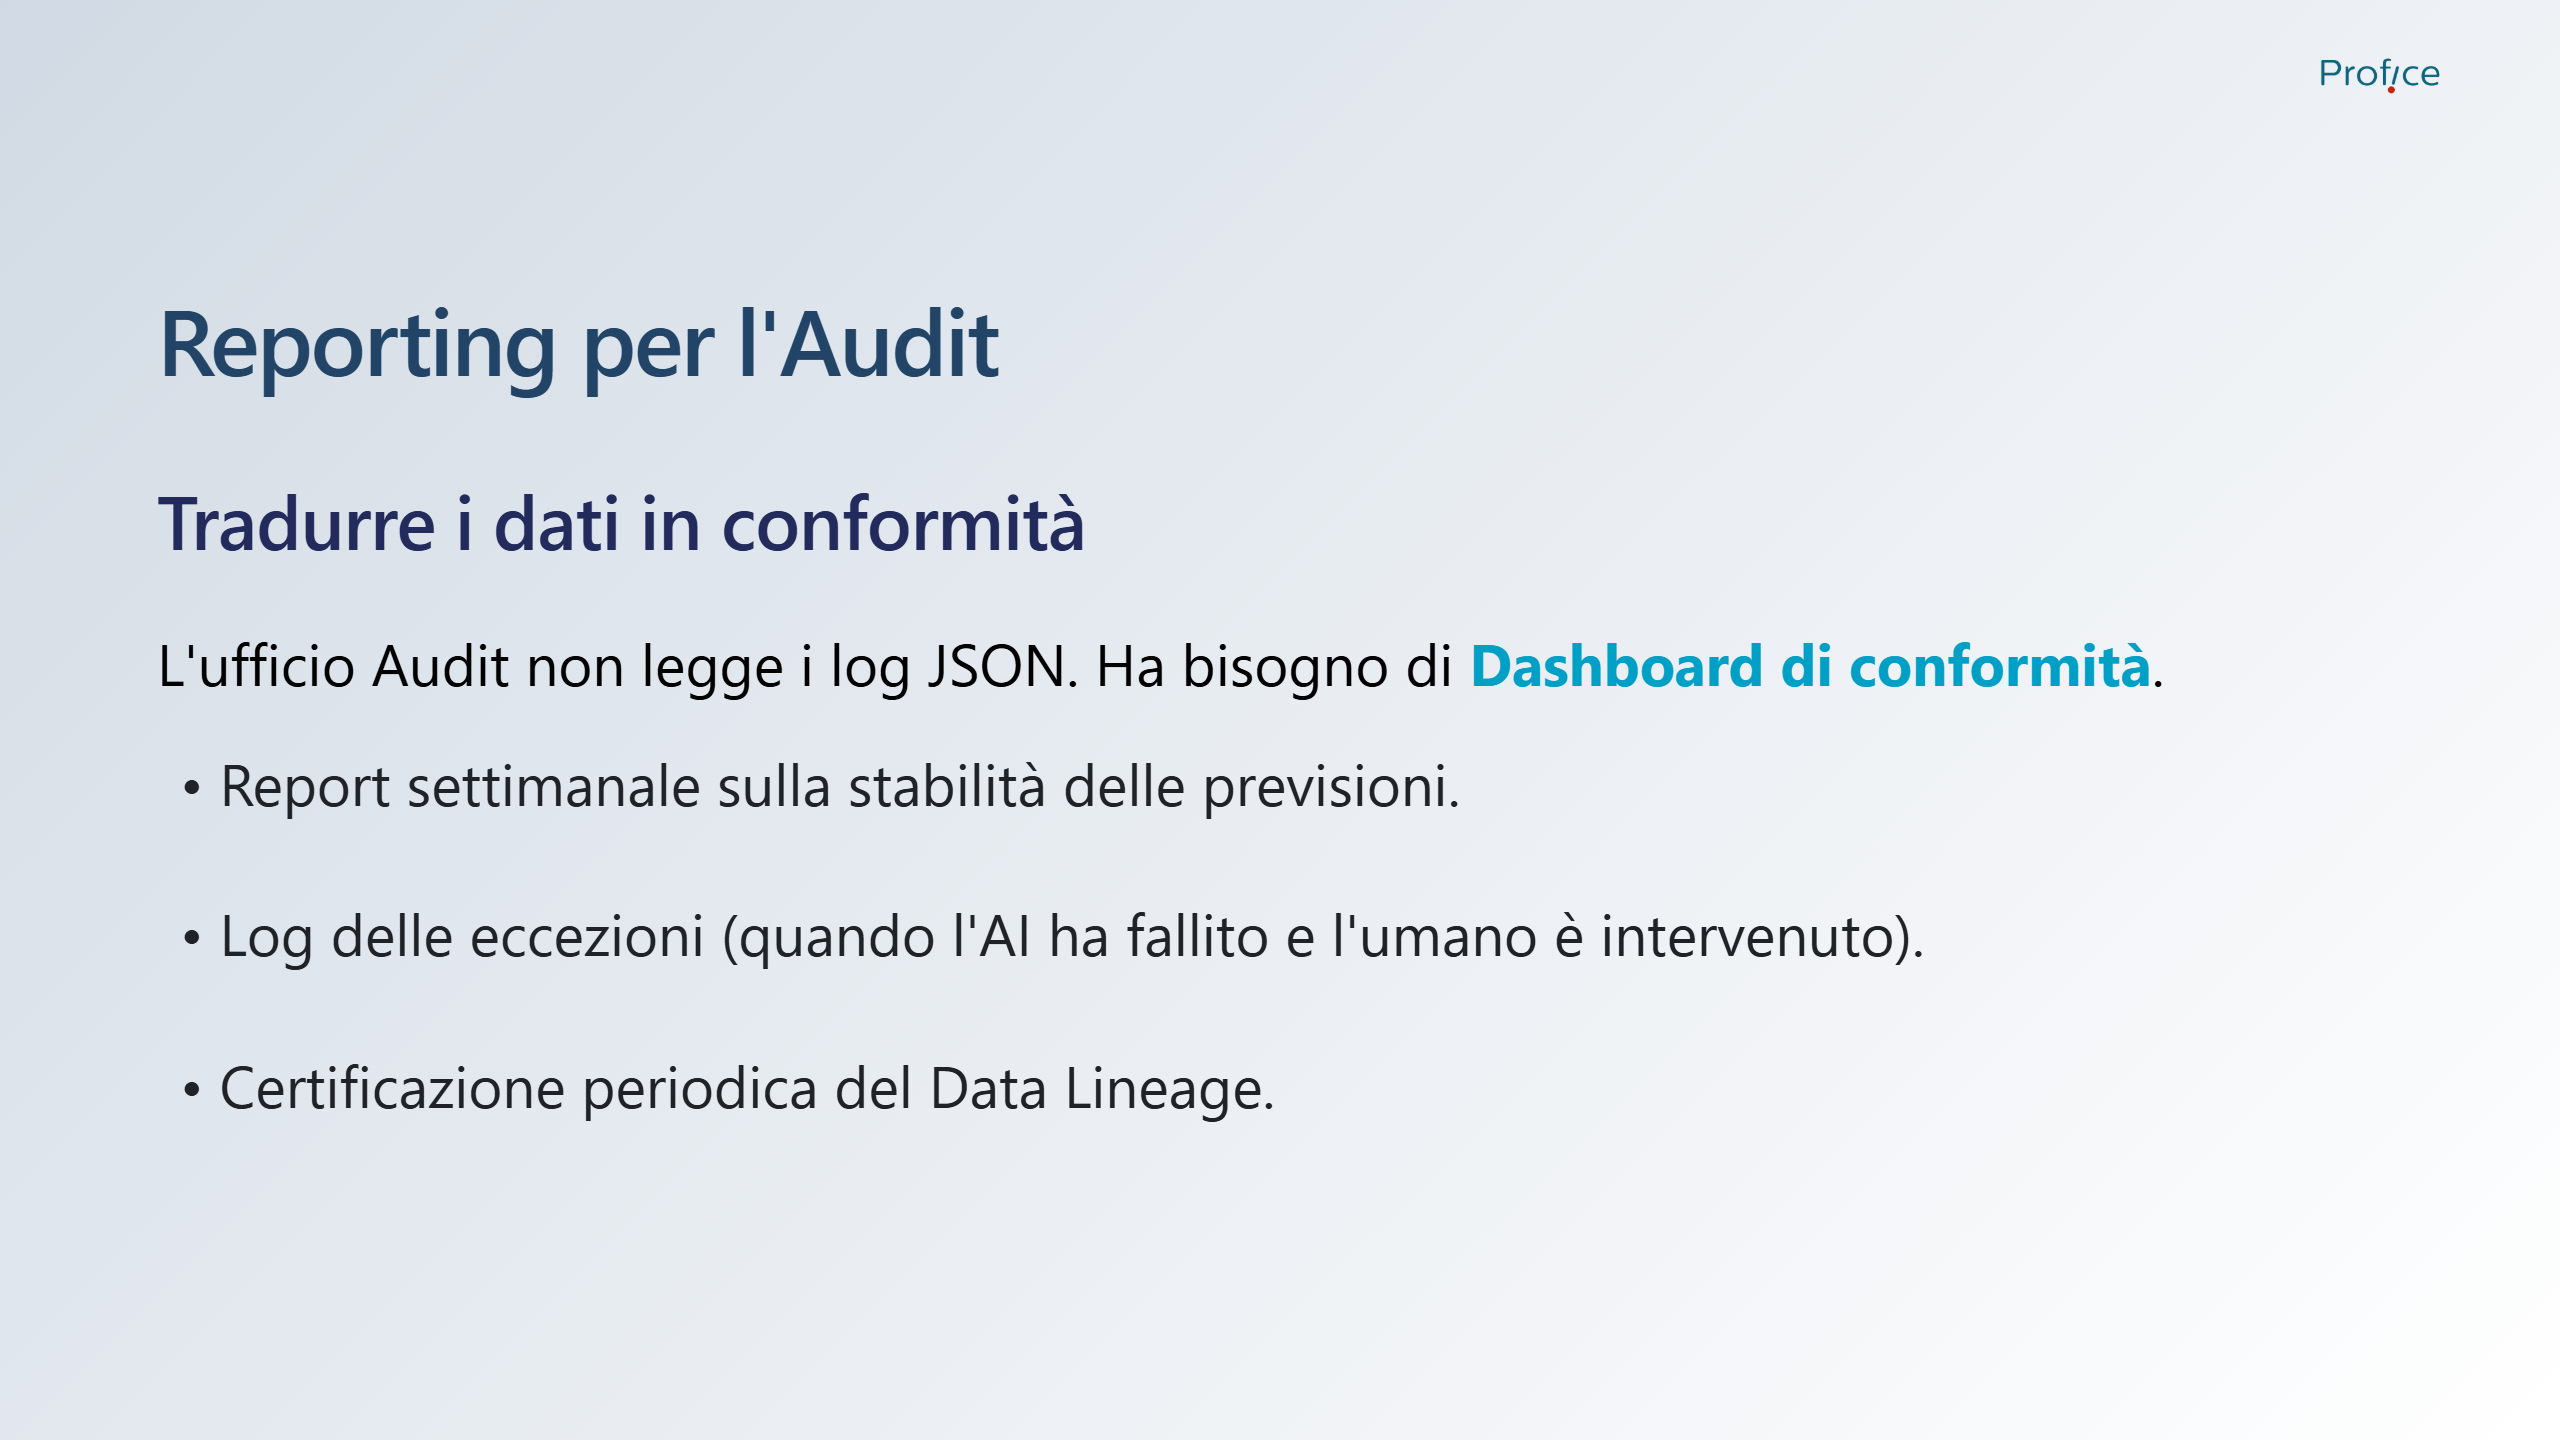 Profice
Reporting per l'Audit
Tradurre i dati in conformità
L'ufficio Audit non legge i log JSON. Ha bisogno di Dashboard di conformità.
• Report settimanale sulla stabilità delle previsioni.
• Log delle eccezioni (quando l'AI ha fallito e l'umano è intervenuto).
• Certificazione periodica del Data Lineage.